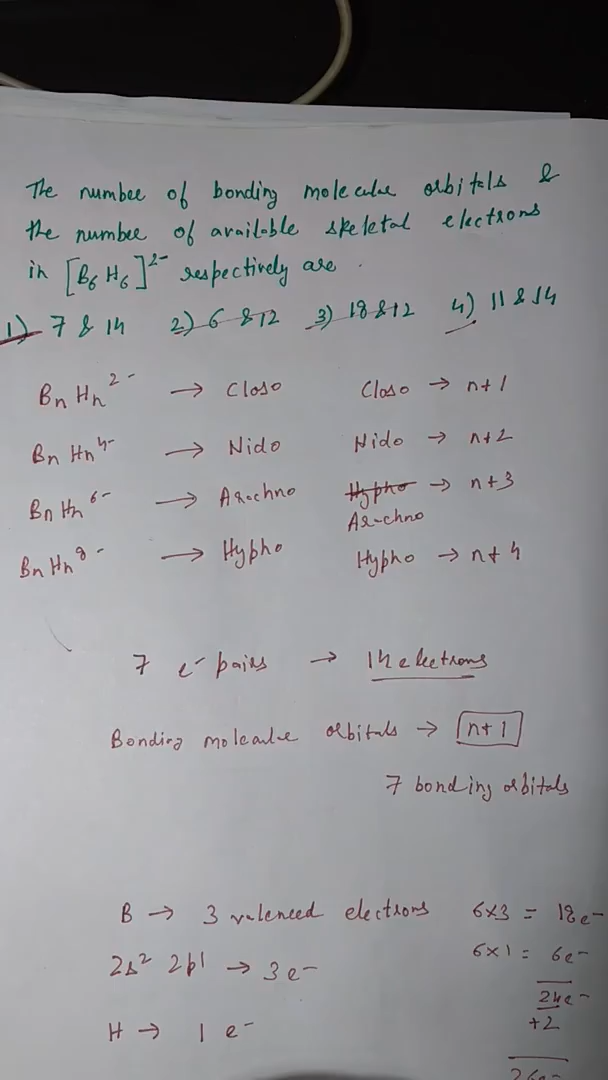 The number of bonding molecular orbitals &
the number of available skeletal electrons
in [B6 H6]2- respectively are .
1) 7 & 14 2) 6 & 12 3) 18 & 12 4) 11 & 14
Bn Hn 2- → Closo Closo → n+1
Bn Hn 4- → Nido Nido → n+2
Bn Hn 6- → Arachno Hypho → n+3
Arachno
Bn Hn 8- → Hypho Hypho → n+4
7 e- pairs → 14 electrons
Bonding molecular orbitals → n+1
7 bonding orbitals
B → 3 valenced electrons 6×3 = 18e-
2s2 2p1 → 3e- 6×1 = 6e-
24e-
H → 1 e- +2
26e-